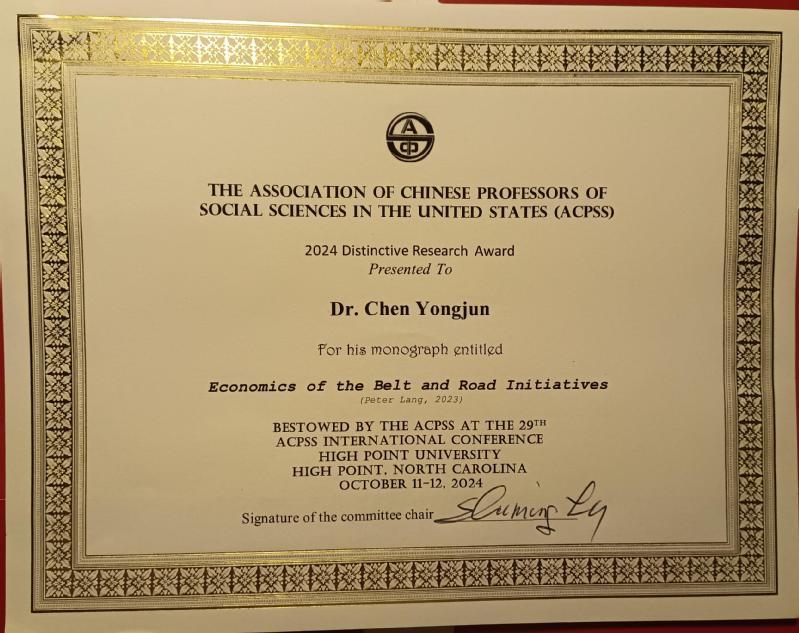 THE ASSOCIATION OF CHINESE PROFESSORS OF
SOCIAL SCIENCES IN THE UNITED STATES (ACPSS)
2024 Distinctive Research Award
Presented To
Dr. Chen Yongjun
For his monograph entitled
Economics of the Belt and Road Initiatives
(Peter Lang, 2023)
BESTOWED BY THE ACPSS AT THE 29TH
ACPSS INTERNATIONAL CONFERENCE
HIGH POINT UNIVERSITY
HIGH POINT, NORTH CAROLINA
OCTOBER 11-12, 2024
Signature of the committee chair